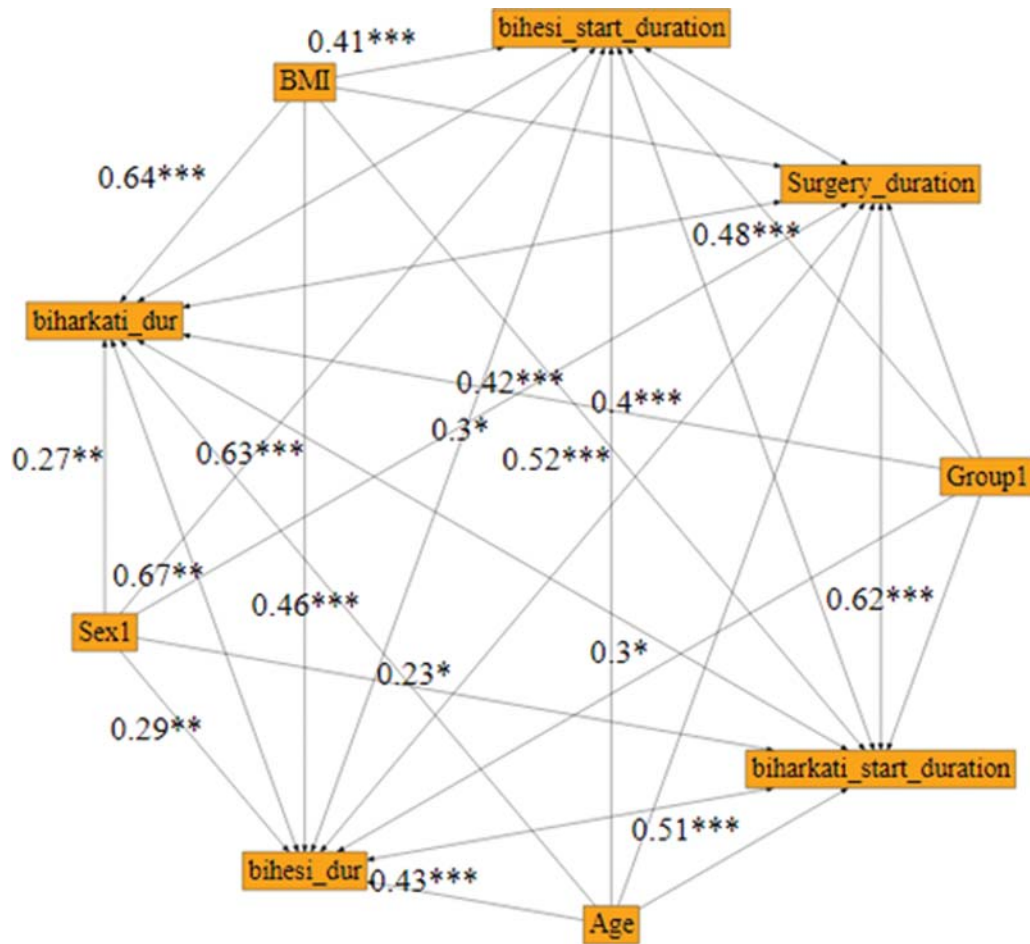 bihesi_start_duration
0.41***
BMI
0.64***
Surgery_duration
0.48***
biharkati_dur
0.42***
0.4***
0.3*
0.27**
0.63***
0.52***
Group1
0.67**
0.46***
0.62***
Sex1
0.3*
0.23*
0.29**
biharkati_start_duration
0.51***
bihesi_dur
0.43***
Age